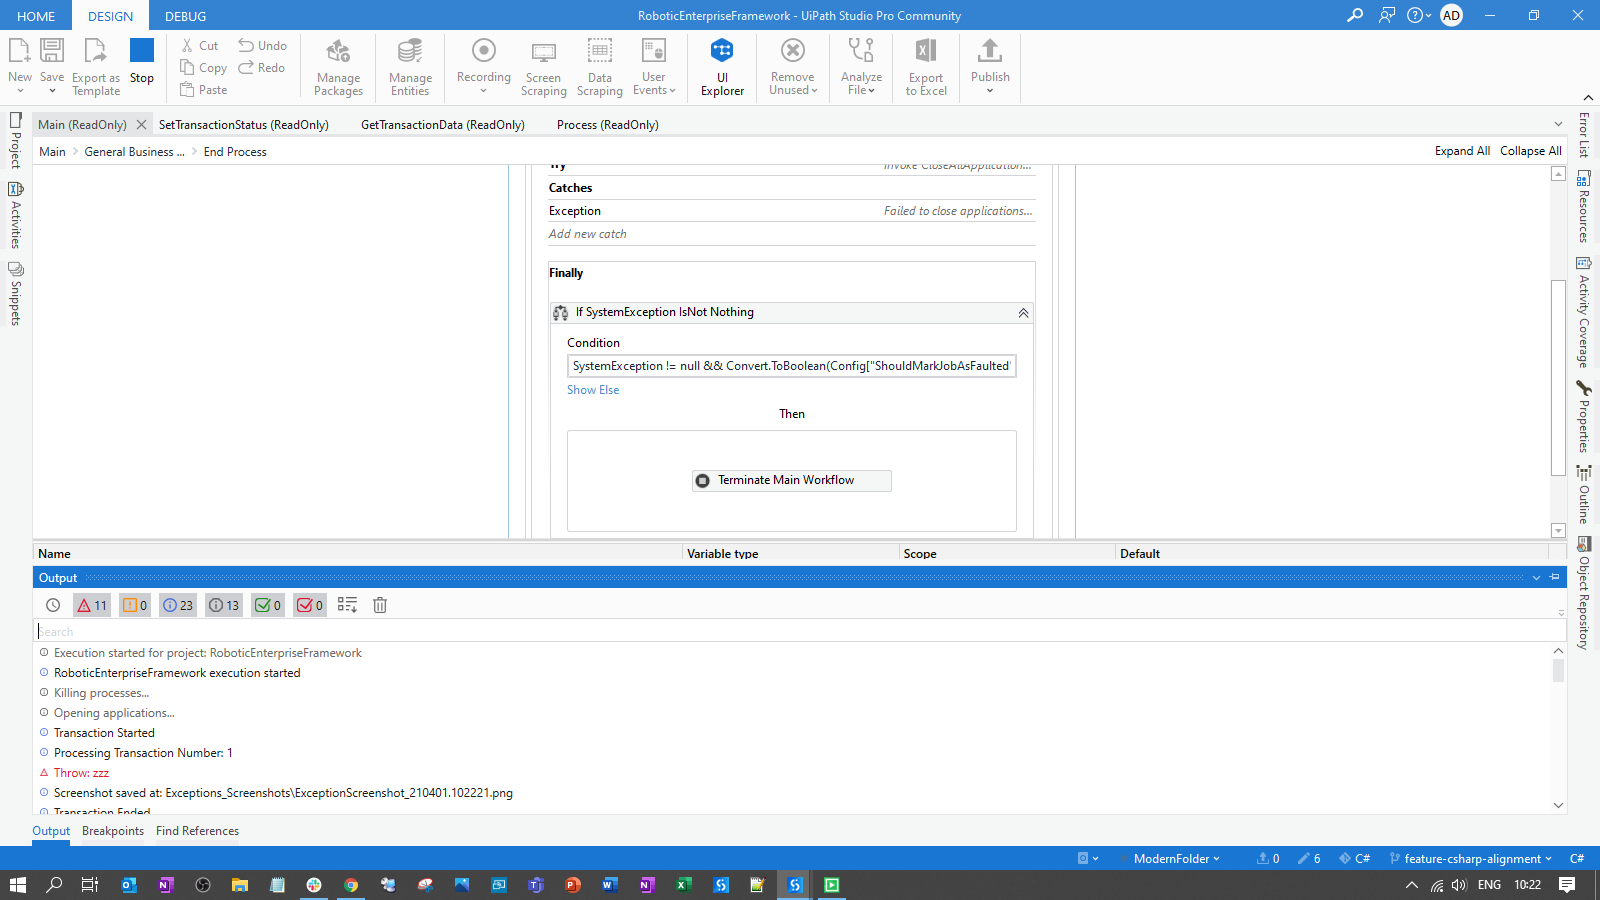 HOME DESIGN DEBUG RoboticEnterpriseFramework - UiPath Studio Pro Community AD
New Save Export as Template Stop Cut Copy Paste Undo Redo Manage Packages Manage Entities Recording Screen Scraping Data Scraping User Events UI Explorer Remove Unused Analyze File Export to Excel Publish
Main (ReadOnly) SetTransactionStatus (ReadOnly) GetTransactionData (ReadOnly) Process (ReadOnly)
Main > General Business ... > End Process Expand All Collapse All
Project
Activities
Snippets
Try Invoke CloseAllApplication...
Catches
Exception Failed to close applications...
Add new catch
Finally
If SystemException IsNot Nothing
Condition
SystemException != null && Convert.ToBoolean(Config["ShouldMarkJobAsFaulted"
Show Else
Then
Terminate Main Workflow
Error List
Resources
Activity Coverage
Properties
Outline
Object Repository
Name Variable type Scope Default
Output
11 0 23 13 0 0
Search
Execution started for project: RoboticEnterpriseFramework
RoboticEnterpriseFramework execution started
Killing processes...
Opening applications...
Transaction Started
Processing Transaction Number: 1
Throw: zzz
Screenshot saved at: Exceptions_Screenshots\ExceptionScreenshot_210401.102221.png
Transaction Ended
Output Breakpoints Find References
ModernFolder 0 6 C# feature-csharp-alignment C#
ENG 10:22